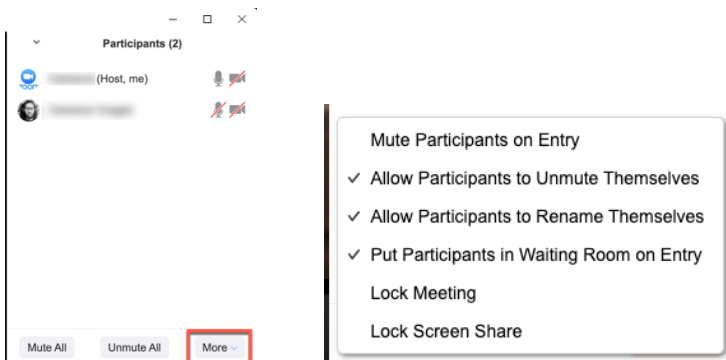 Participants (2)
(Host, me)
Mute All
Unmute All
More
Mute Participants on Entry
Allow Participants to Unmute Themselves
Allow Participants to Rename Themselves
Put Participants in Waiting Room on Entry
Lock Meeting
Lock Screen Share